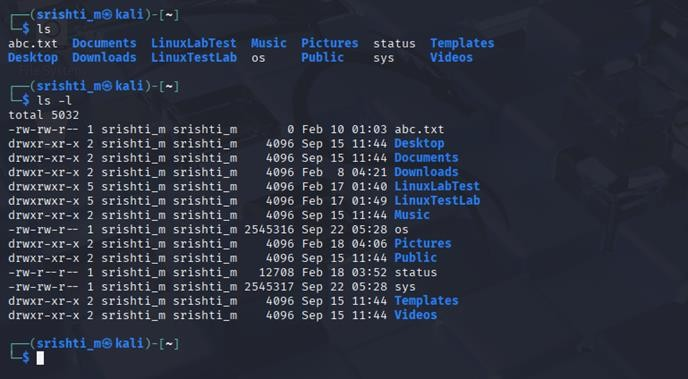 ┌──(srishti_m㉿kali)-[~]
└─$ ls
abc.txt  Documents  LinuxLabTest  Music  Pictures  status  Templates
Desktop  Downloads  LinuxTestLab  os     Public    sys     Videos
┌──(srishti_m㉿kali)-[~]
└─$ ls -l
total 5032
-rw-rw-r-- 1 srishti_m srishti_m       0 Feb 10 01:03 abc.txt
drwxr-xr-x 2 srishti_m srishti_m    4096 Sep 15 11:44 Desktop
drwxr-xr-x 2 srishti_m srishti_m    4096 Sep 15 11:44 Documents
drwxr-xr-x 2 srishti_m srishti_m    4096 Feb  8 04:21 Downloads
drwxrwxr-x 5 srishti_m srishti_m    4096 Feb 17 01:40 LinuxLabTest
drwxrwxr-x 5 srishti_m srishti_m    4096 Feb 17 01:49 LinuxTestLab
drwxr-xr-x 2 srishti_m srishti_m    4096 Sep 15 11:44 Music
-rw-r--r-- 1 srishti_m srishti_m 2545316 Sep 22 05:28 os
drwxr-xr-x 2 srishti_m srishti_m    4096 Feb 18 04:06 Pictures
drwxr-xr-x 2 srishti_m srishti_m    4096 Sep 15 11:44 Public
-rw-r--r-- 1 srishti_m srishti_m   12708 Feb 18 03:52 status
-rw-r--r-- 1 srishti_m srishti_m 2545317 Sep 22 05:28 sys
drwxr-xr-x 2 srishti_m srishti_m    4096 Sep 15 11:44 Templates
drwxr-xr-x 2 srishti_m srishti_m    4096 Sep 15 11:44 Videos
┌──(srishti_m㉿kali)-[~]
└─$